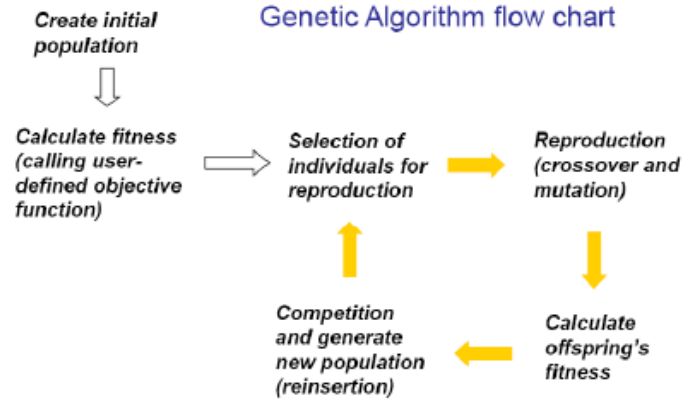 Genetic Algorithm flow chart
Create initial
population
Calculate fitness
(calling user-
defined objective
function)
Selection of
individuals for
reproduction
Reproduction
(crossover and
mutation)
Calculate
offspring's
fitness
Competition
and generate
new population
(reinsertion)